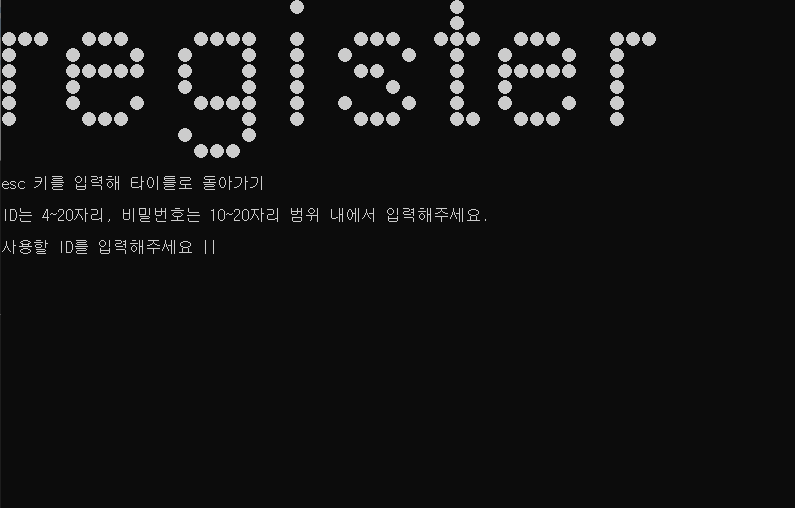 register
esc 키를 입력해 타이틀로 돌아가기
ID는 4~20자리, 비밀번호는 10~20자리 범위 내에서 입력해주세요.
사용할 ID를 입력해주세요 ||